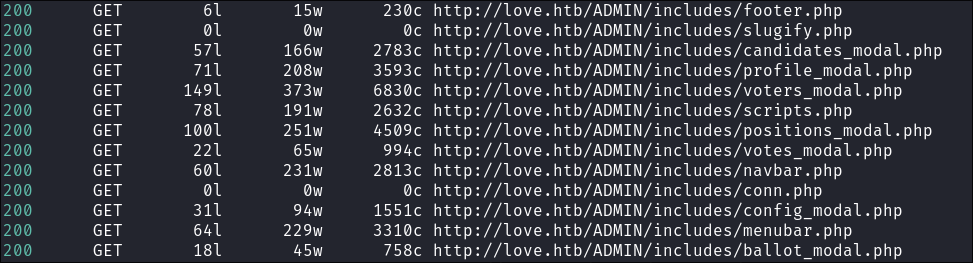 200 GET 6l 15w 230c http://love.htb/ADMIN/includes/footer.php
200 GET 0l 0w 0c http://love.htb/ADMIN/includes/slugify.php
200 GET 57l 166w 2783c http://love.htb/ADMIN/includes/candidates_modal.php
200 GET 71l 208w 3593c http://love.htb/ADMIN/includes/profile_modal.php
200 GET 149l 373w 6830c http://love.htb/ADMIN/includes/voters_modal.php
200 GET 78l 191w 2632c http://love.htb/ADMIN/includes/scripts.php
200 GET 100l 251w 4509c http://love.htb/ADMIN/includes/positions_modal.php
200 GET 22l 65w 994c http://love.htb/ADMIN/includes/votes_modal.php
200 GET 60l 231w 2813c http://love.htb/ADMIN/includes/navbar.php
200 GET 0l 0w 0c http://love.htb/ADMIN/includes/conn.php
200 GET 31l 94w 1551c http://love.htb/ADMIN/includes/config_modal.php
200 GET 64l 229w 3310c http://love.htb/ADMIN/includes/menubar.php
200 GET 18l 45w 758c http://love.htb/ADMIN/includes/ballot_modal.php